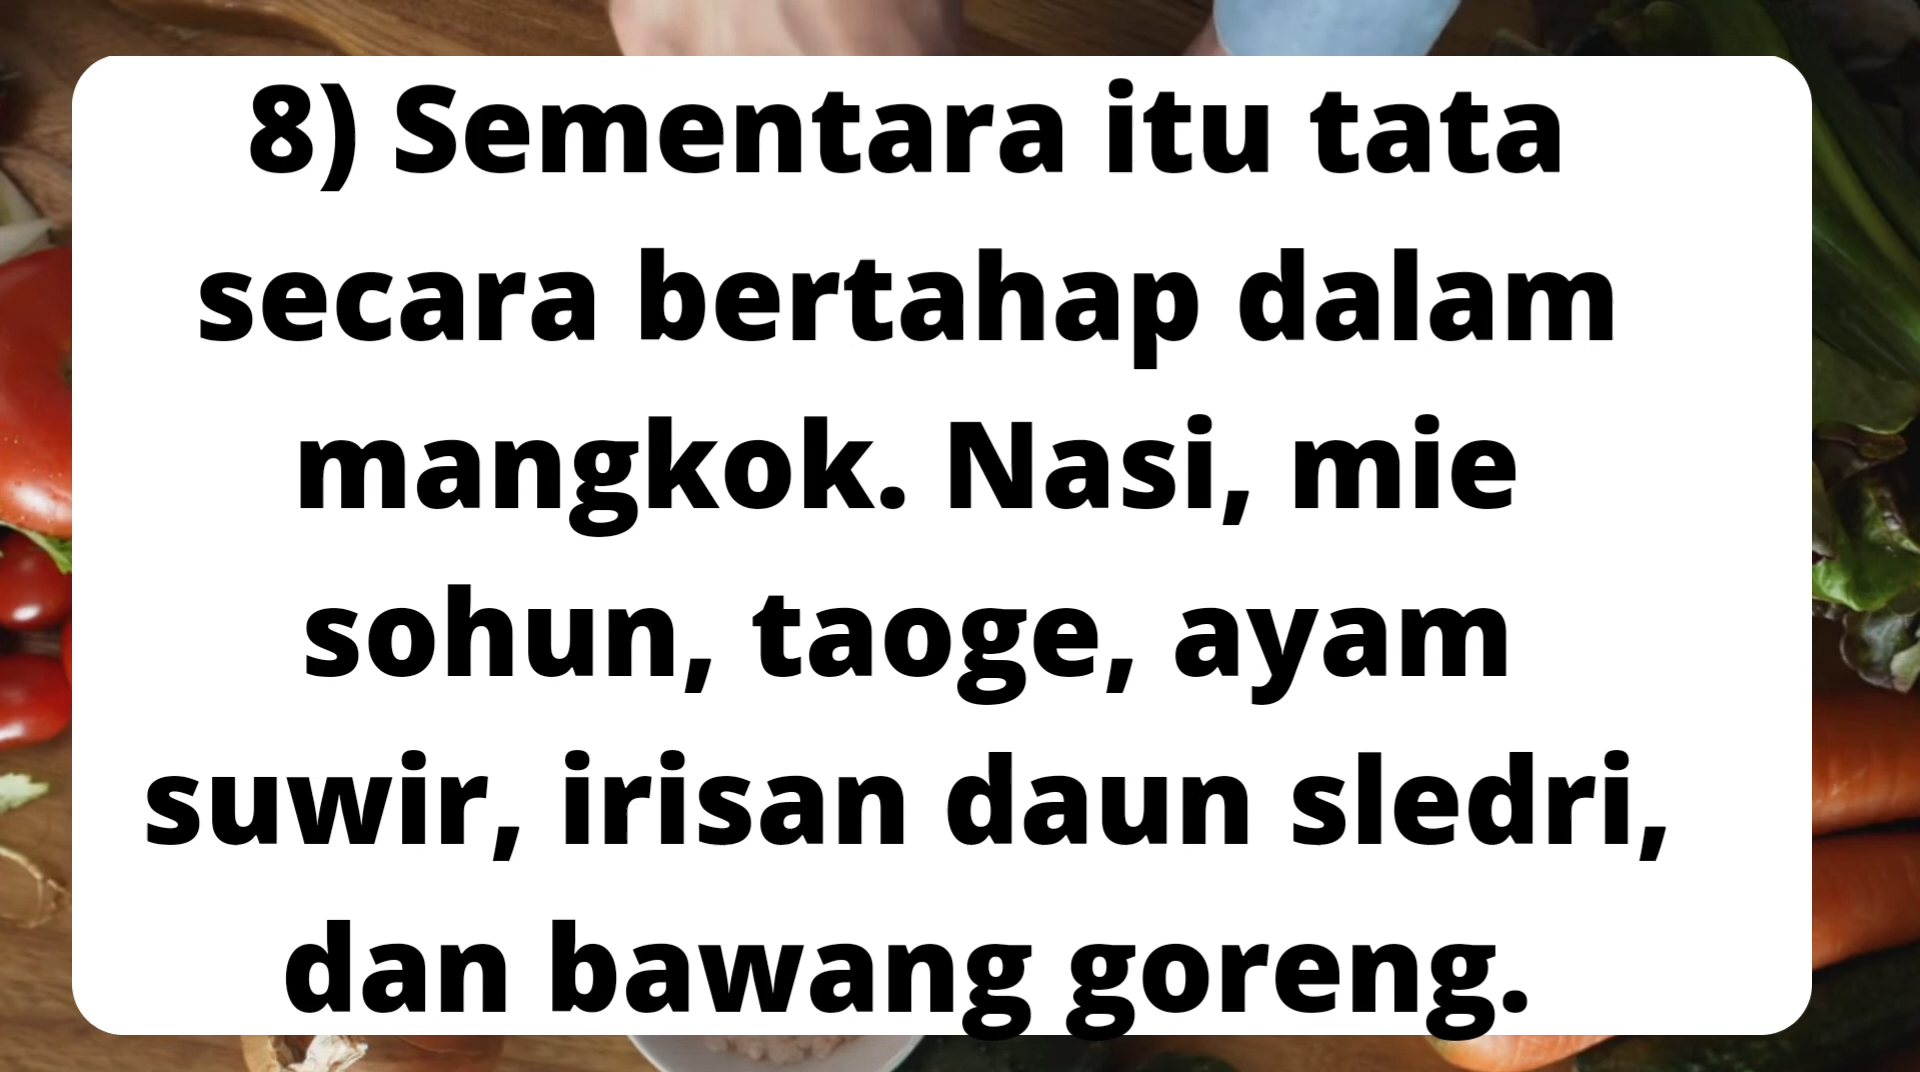 8) Sementara itu tata
secara bertahap dalam
mangkok. Nasi, mie
sohun, taoge, ayam
suwir, irisan daun sledri,
dan bawang goreng.